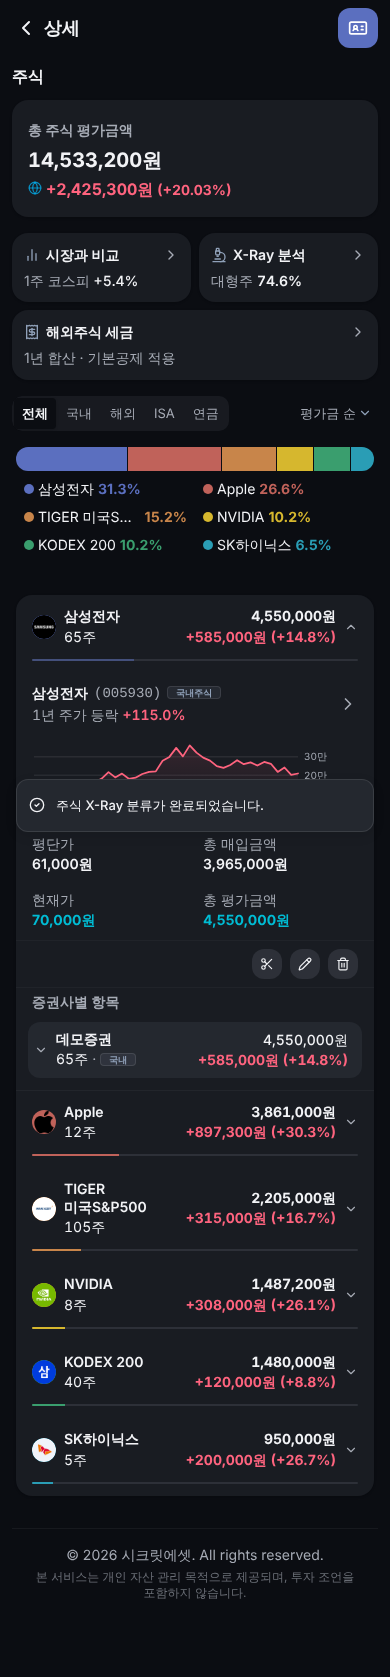 상세
주식
총 주식 평가금액
14,533,200원
+2,425,300원 (+20.03%)
시장과 비교
1주 코스피 +5.4%
X-Ray 분석
대형주 74.6%
해외주식 세금
1년 합산 · 기본공제 적용
전체 국내 해외 ISA 연금 평가금 순
삼성전자 31.3% Apple 26.6%
TIGER 미국S... 15.2% NVIDIA 10.2%
KODEX 200 10.2% SK하이닉스 6.5%
SAMSUNG
삼성전자 4,550,000원
65주 +585,000원 (+14.8%)
삼성전자 (005930) 국내주식
1년 주가 등락 +115.0%
30만
20만
주식 X-Ray 분류가 완료되었습니다.
평단가 총 매입금액
61,000원 3,965,000원
현재가 총 평가금액
70,000원 4,550,000원
증권사별 항목
데모증권 4,550,000원
65주 · 국내 +585,000원 (+14.8%)
Apple 3,861,000원
12주 +897,300원 (+30.3%)
TIGER
미국S&P500 2,205,000원
105주 +315,000원 (+16.7%)
NVIDIA 1,487,200원
8주 +308,000원 (+26.1%)
삼
KODEX 200 1,480,000원
40주 +120,000원 (+8.8%)
SK하이닉스 950,000원
5주 +200,000원 (+26.7%)
© 2026 시크릿에셋. All rights reserved.
본 서비스는 개인 자산 관리 목적으로 제공되며, 투자 조언을
포함하지 않습니다.